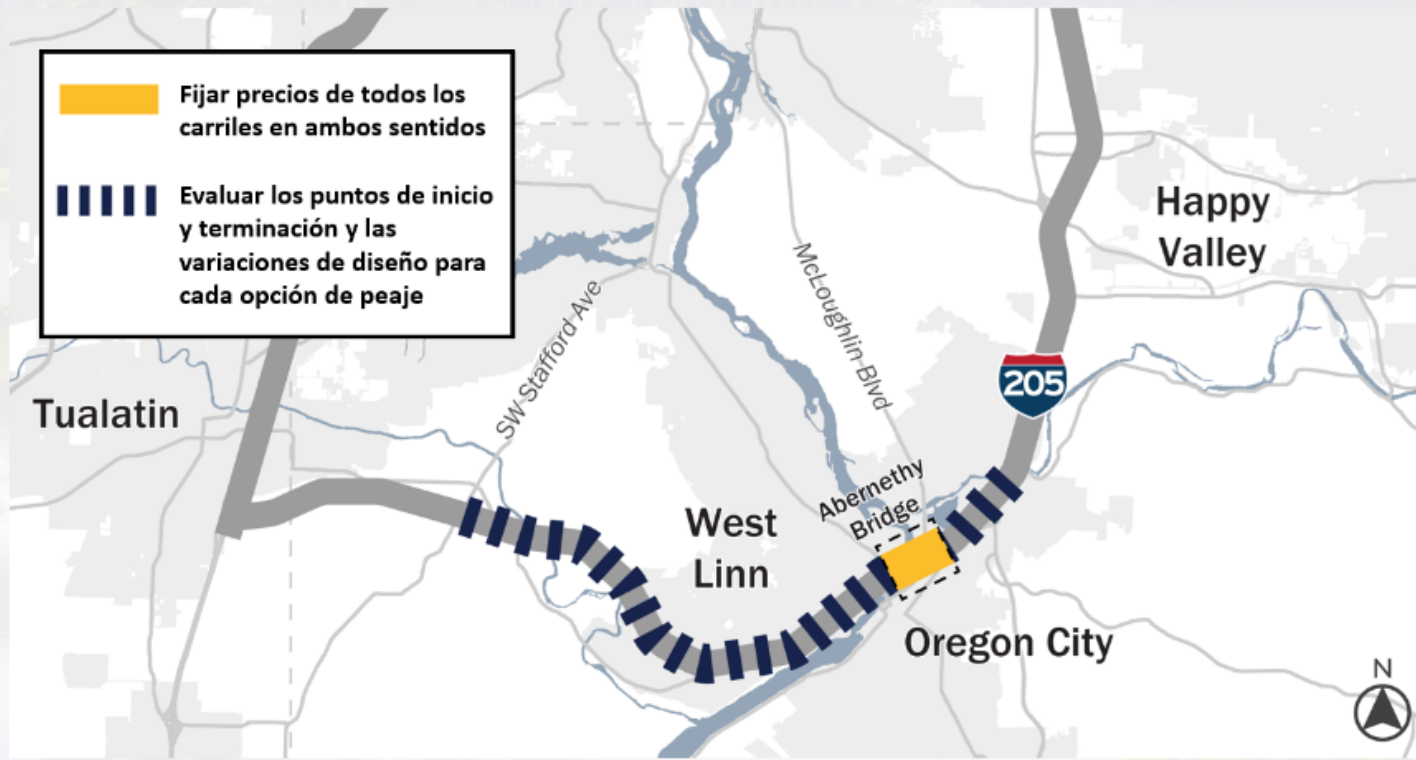 Fijar precios de todos los
carriles en ambos sentidos
Evaluar los puntos de inicio
y terminación y las
variaciones de diseño para
cada opción de peaje
Happy
Valley
McLoughlin Blvd
SW Stafford Ave
205
Tualatin
Abernethy
Bridge
West
Linn
Oregon City
N